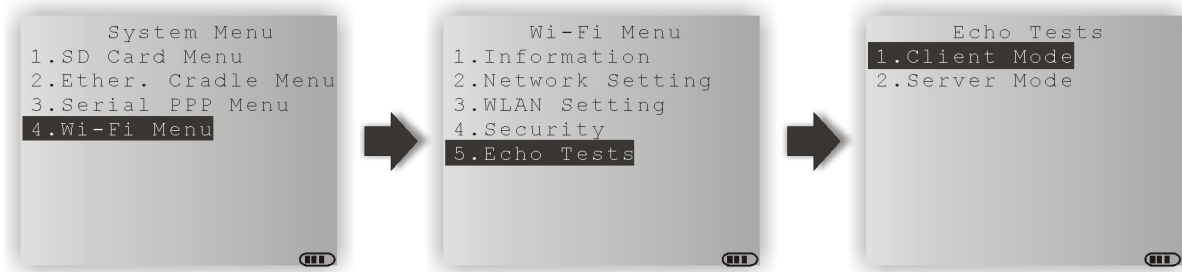 System Menu
1.SD Card Menu
2.Ether. Cradle Menu
3.Serial PPP Menu
4.Wi-Fi Menu
Wi-Fi Menu
1.Information
2.Network Setting
3.WLAN Setting
4.Security
5.Echo Tests
Echo Tests
1.Client Mode
2.Server Mode